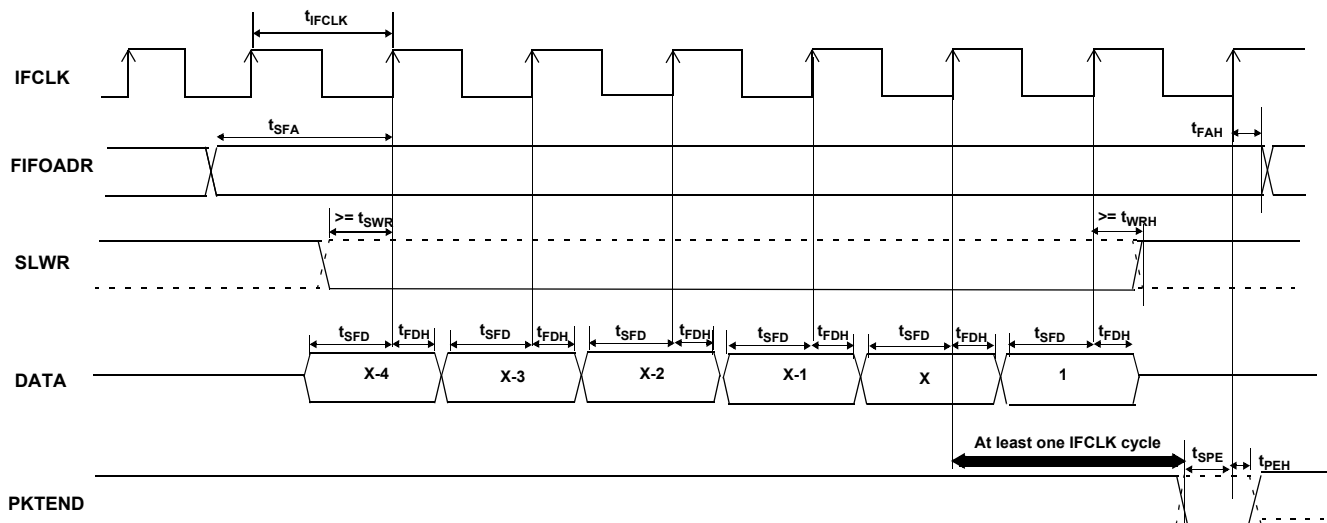 tIFCLK
IFCLK
tSFA
tFAH
FIFOADR
>= tSWR
>= tWRH
SLWR
tSFD tFDH tSFD tFDH tSFD tFDH tSFD tFDH tSFD tFDH tSFD tFDH
DATA X-4 X-3 X-2 X-1 X 1
At least one IFCLK cycle
tSPE
tPEH
PKTEND